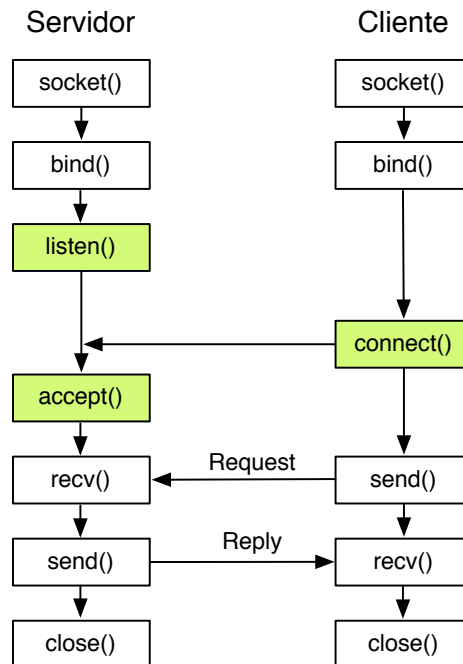 Servidor
Cliente
socket()
socket()
bind()
bind()
listen()
connect()
accept()
Request
recv()
send()
Reply
send()
recv()
close()
close()